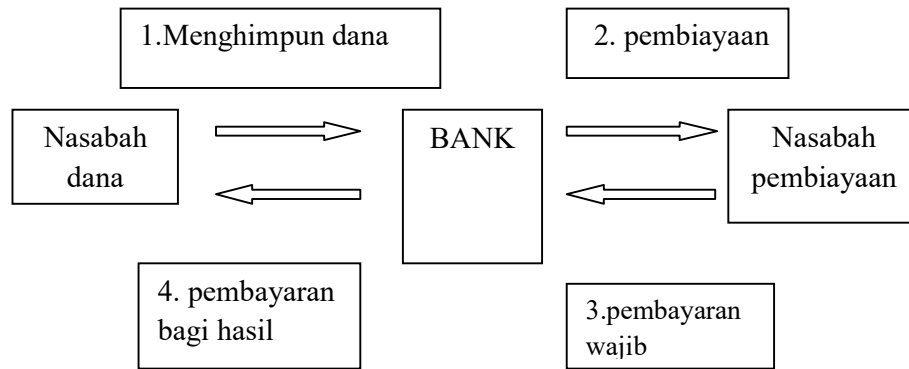 1.Menghimpun dana
2. pembiayaan
Nasabah
dana
BANK
Nasabah
pembiayaan
4. pembayaran
bagi hasil
3.pembayaran
wajib